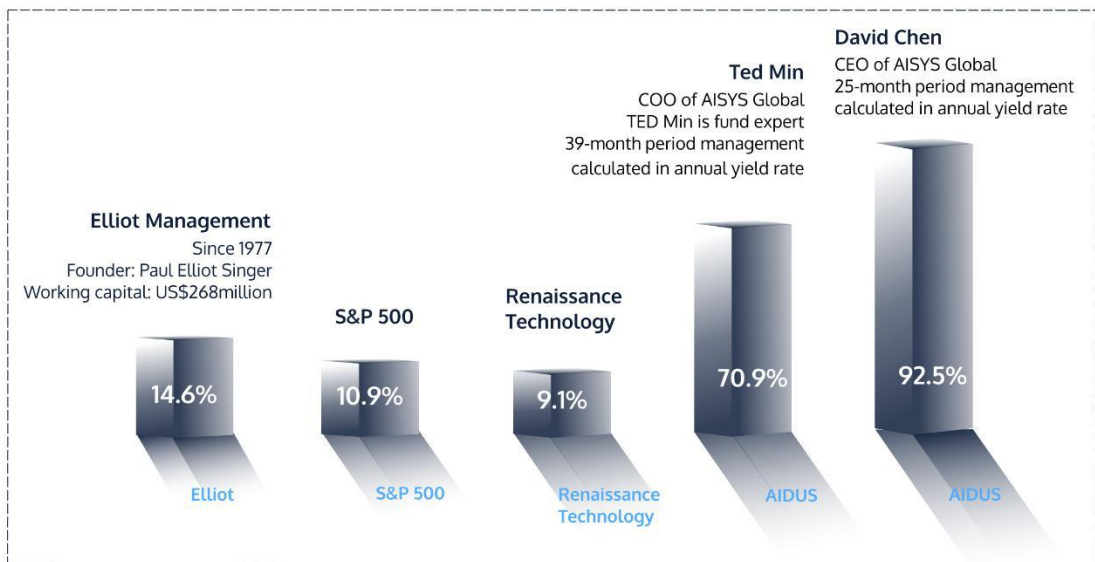 David Chen
CEO of AISYS Global
25-month period management
calculated in annual yield rate
Ted Min
COO of AISYS Global
TED Min is fund expert
39-month period management
calculated in annual yield rate
Elliot Management
Since 1977
Founder: Paul Elliot Singer
Working capital: US$268million
S&P 500
Renaissance
Technology
14.6%
10.9%
9.1%
70.9%
92.5%
Elliot
S&P 500
Renaissance
Technology
AIDUS
AIDUS